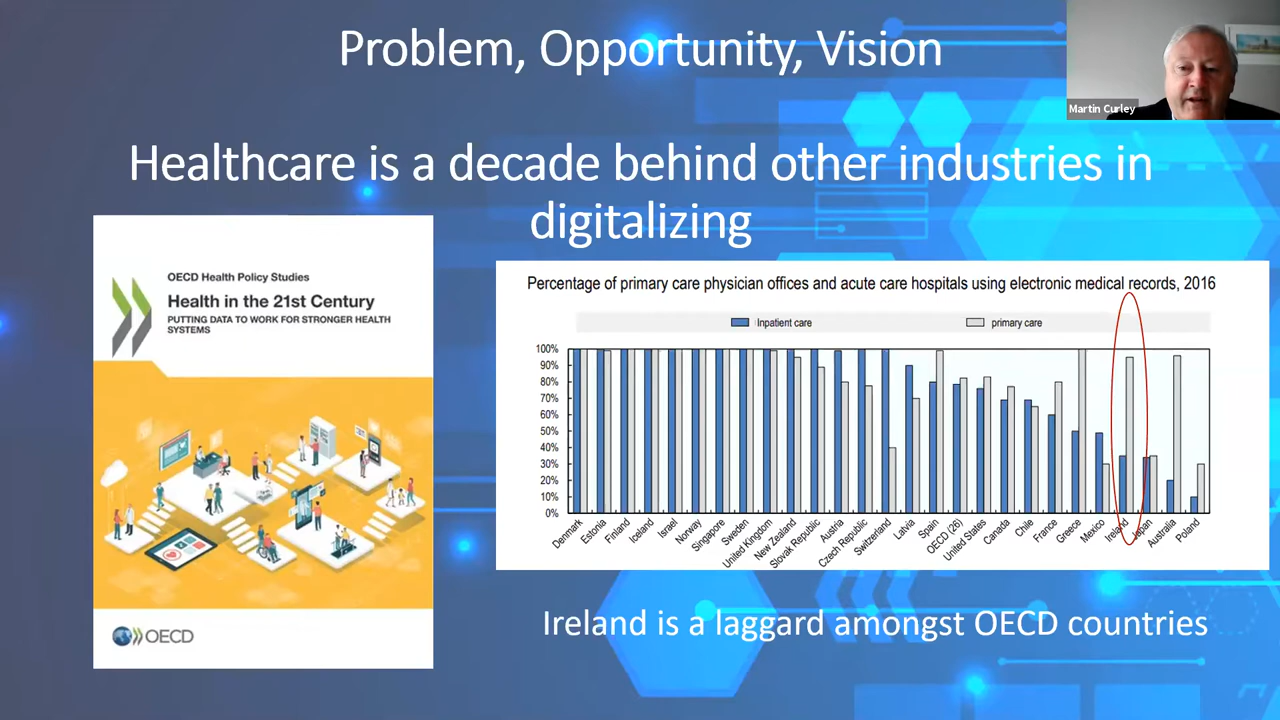 Problem, Opportunity, Vision
Martin Curley
Healthcare is a decade behind other industries in
digitalizing
OECD Health Policy Studies
Health in the 21st Century
PUTTING DATA TO WORK FOR STRONGER HEALTH
SYSTEMS
OECD
Percentage of primary care physician offices and acute care hospitals using electronic medical records, 2016
Inpatient care
primary care
100%
90%
80%
70%
60%
50%
40%
30%
20%
10%
0%
Denmark
Estonia
Finland
Iceland
Israel
Norway
Singapore
Sweden
United Kingdom
New Zealand
Slovak Republic
Austria
Czech Republic
Switzerland
Latvia
Spain
OECD (26)
United States
Canada
Chile
France
Greece
Mexico
Ireland
Japan
Australia
Poland
Ireland is a laggard amongst OECD countries